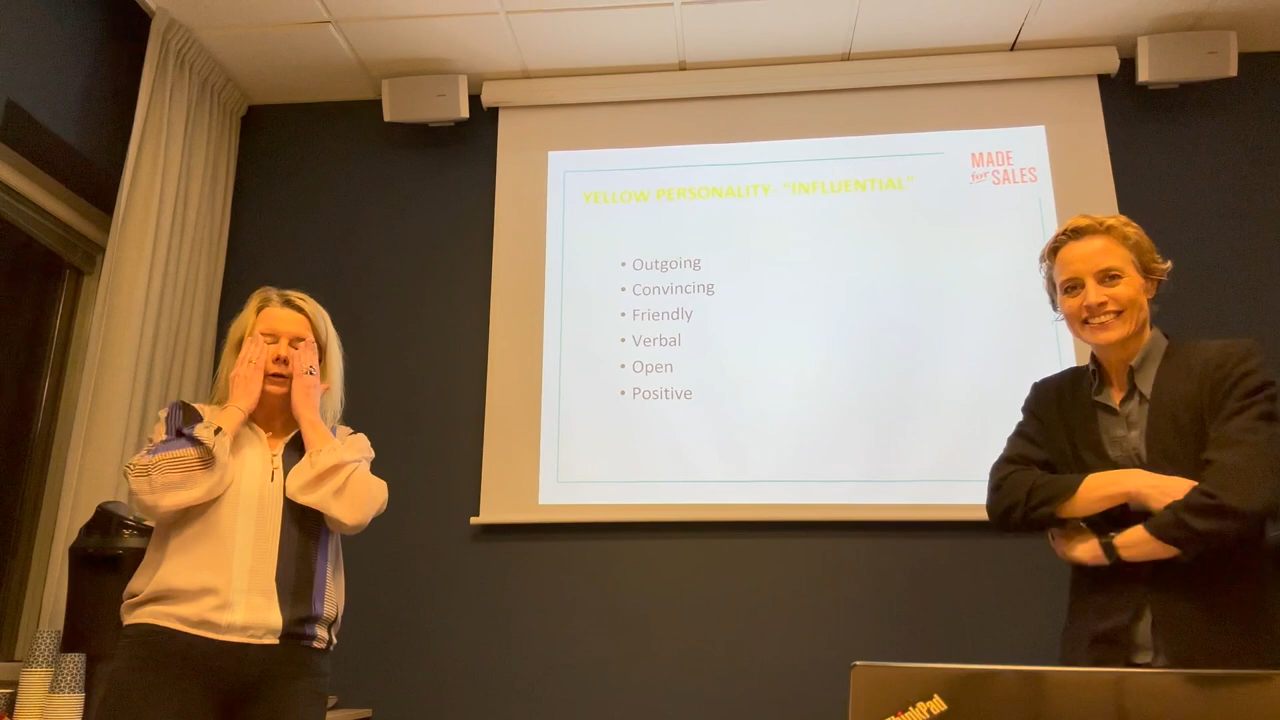 MADE
for SALES
YELLOW PERSONALITY- "INFLUENTIAL"
• Outgoing
• Convincing
• Friendly
• Verbal
• Open
• Positive
ThinkPad